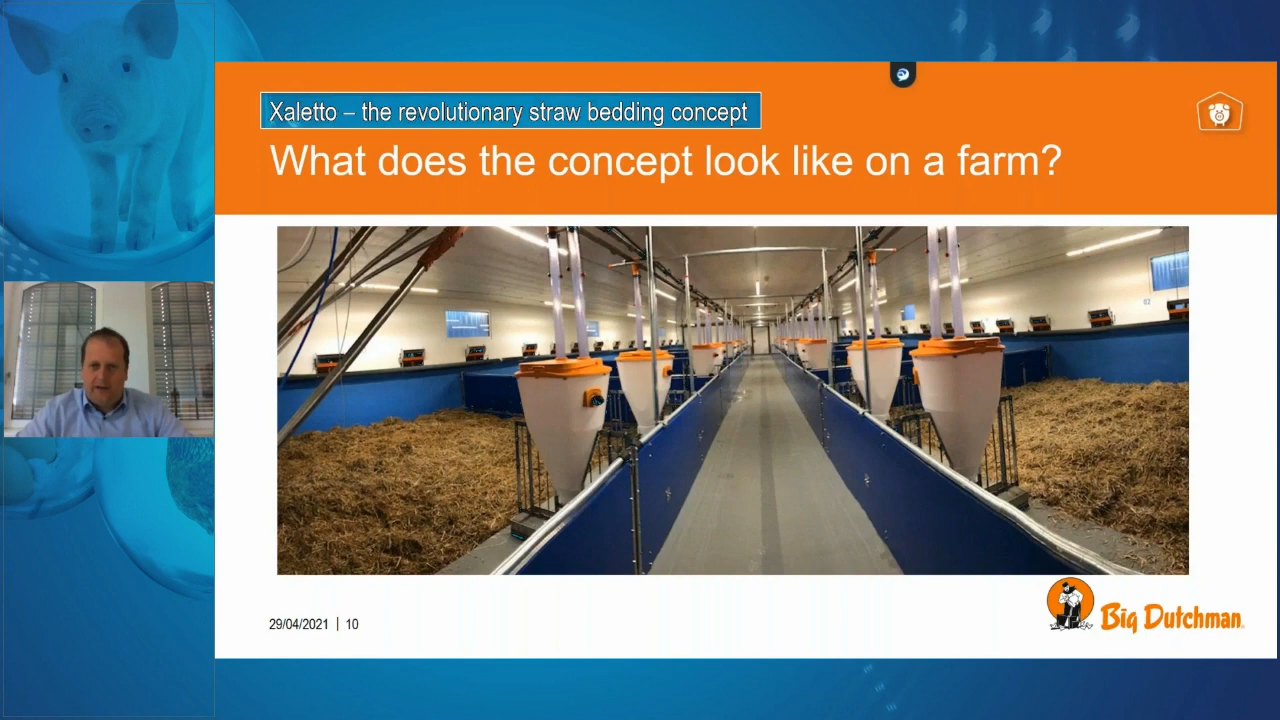 Xaletto – the revolutionary straw bedding concept
What does the concept look like on a farm?
02
29/04/2021 | 10
Big Dutchman